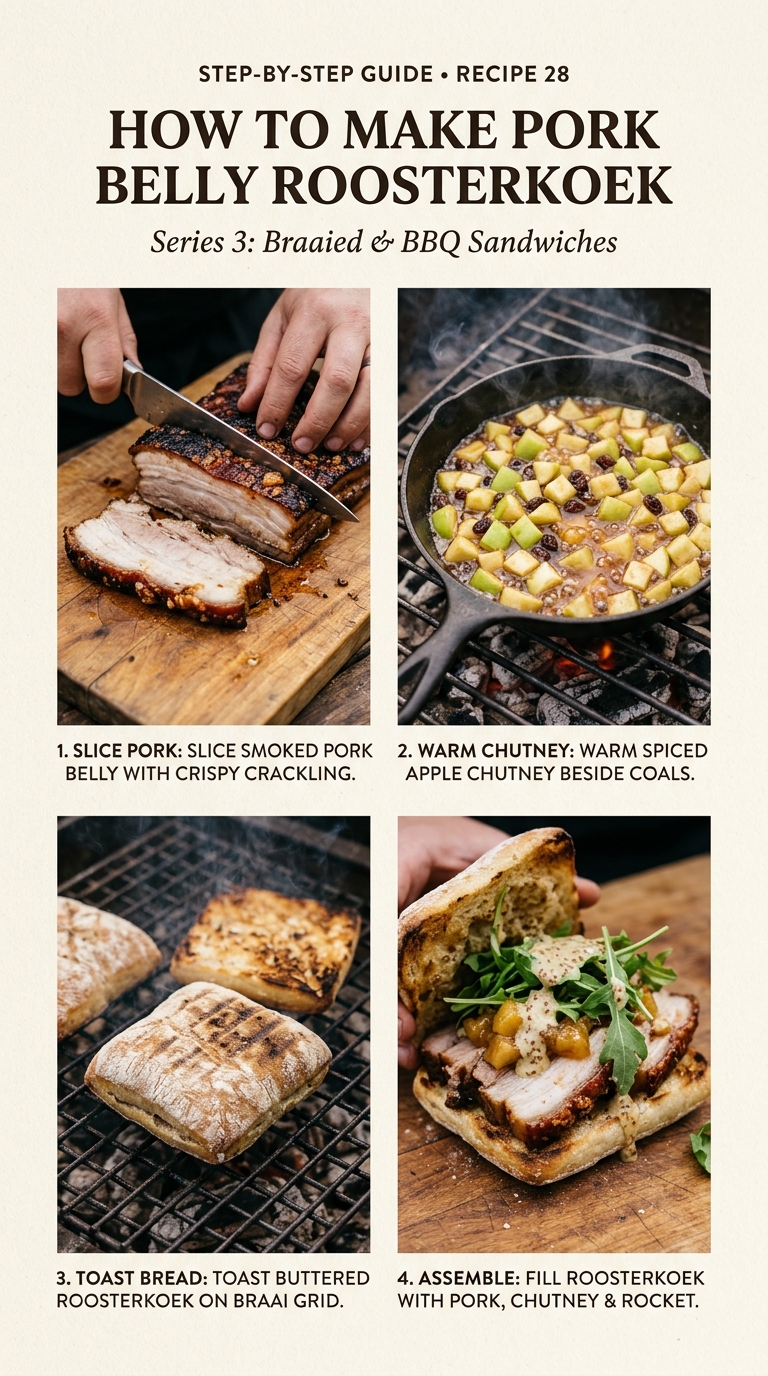 STEP-BY-STEP GUIDE • RECIPE 28
HOW TO MAKE PORK
BELLY ROOSTERKOEK
Series 3: Braaied & BBQ Sandwiches
1. SLICE PORK: SLICE SMOKED PORK
BELLY WITH CRISPY CRACKLING.
2. WARM CHUTNEY: WARM SPICED
APPLE CHUTNEY BESIDE COALS.
3. TOAST BREAD: TOAST BUTTERED
ROOSTERKOEK ON BRAAI GRID.
4. ASSEMBLE: FILL ROOSTERKOEK
WITH PORK, CHUTNEY & ROCKET.